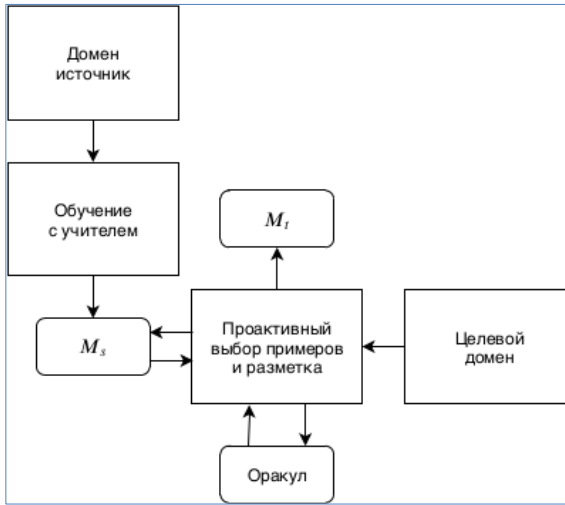 Домен
источник
Обучение
с учителем
M_t
M_s
Проактивный
выбор примеров
и разметка
Целевой
домен
Оракул